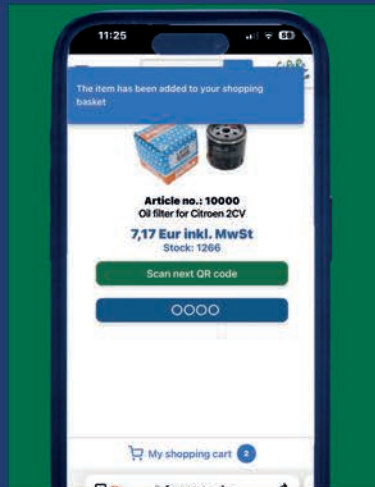 11:25
The item has been added to your shopping
basket
Article no.: 10000
Oil filter for Citroen 2CV
7,17 Eur inkl. MwSt
Stock: 1266
Scan next QR code
My shopping cart 2